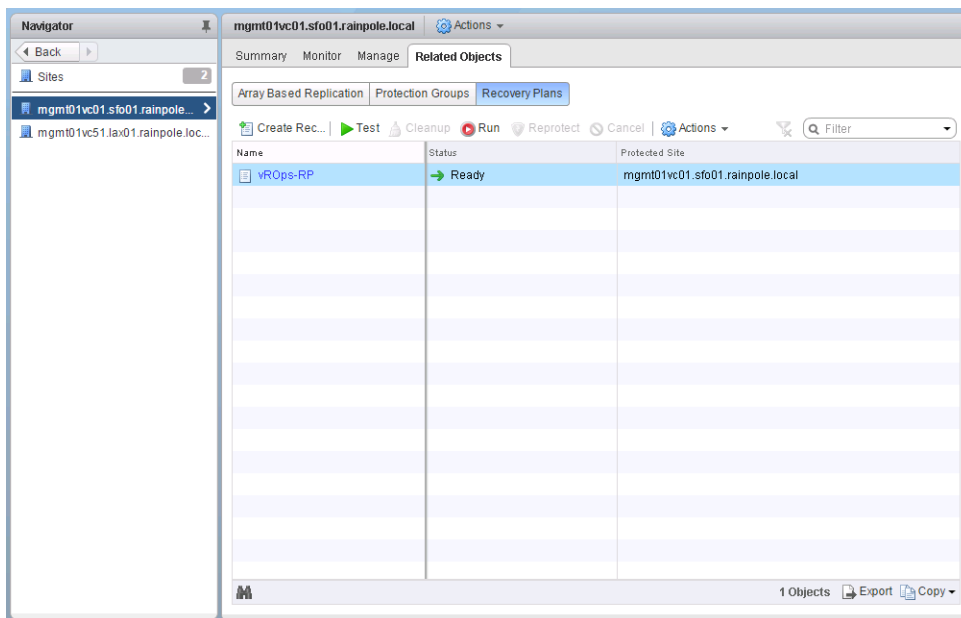 Navigator
Back
Sites 2
mgmt01vc01.sfo01.rainpole...
mgmt01vc51.lax01.rainpole.loc...
mgmt01vc01.sfo01.rainpole.local Actions
Summary Monitor Manage Related Objects
Array Based Replication Protection Groups Recovery Plans
Create Rec... Test Cleanup Run Reprotect Cancel Actions Filter
Name Status Protected Site
vROps-RP Ready mgmt01vc01.sfo01.rainpole.local
1 Objects Export Copy